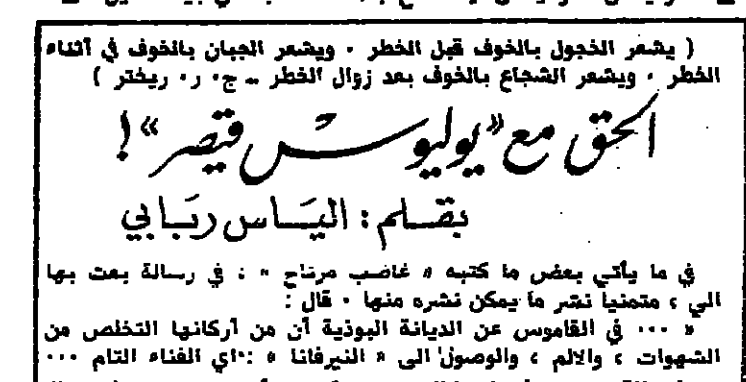 ( يشعر الخجول بالخوف قبل الخطر . ويشعر الجبان بالخوف في أثناء
الخطر . ويشعر الشجاع بالخوف بعد زوال الخطر _ ج. ر. ريختر )
الحق مع «يوليوس قيصر»!
بقلم: الياس ربابي
في ما يأتي بعض ما كتبه « غاضب مرتاح » ، في رسالة بعث بها
الي ، متمنيا نشر ما يمكن نشره منها . قال :
« ... في القاموس عن الديانة البوذية أن من أركانها التخلص من
الشهوات ، والالم ، والوصول الى « النيرفانا » : اي الفناء التام ...